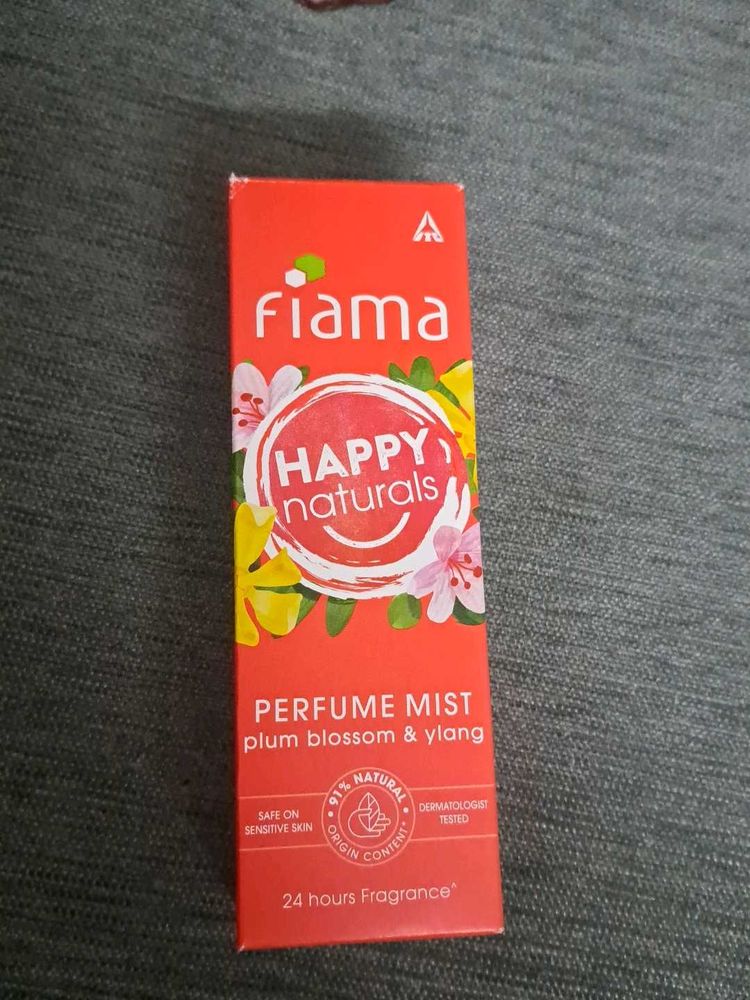 ITC
fiama
HAPPY
naturals
PERFUME MIST
plum blossom & ylang
SAFE ON
SENSITIVE SKIN
• 91% NATURAL •
ORIGIN CONTENT*
DERMATOLOGIST
TESTED
24 hours Fragrance^